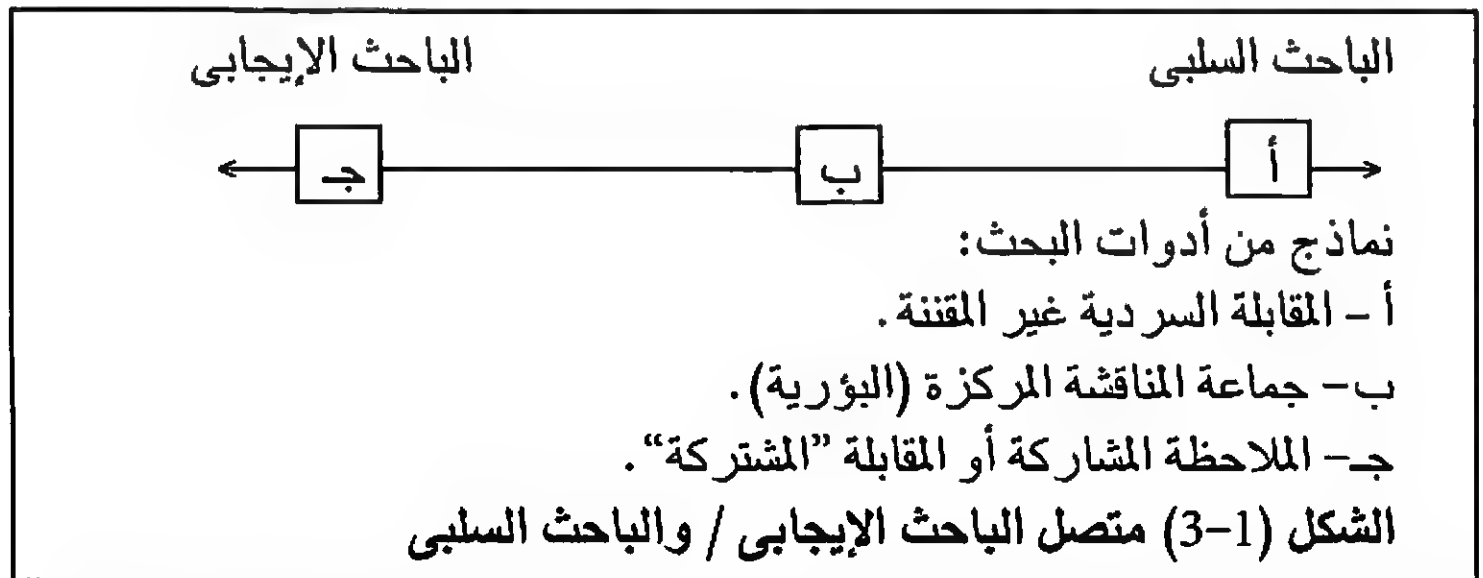 الباحث السلبى الباحث الإيجابى
أ ب جـ
نماذج من أدوات البحث:
أ – المقابلة السردية غير المقننة.
ب– جماعة المناقشة المركزة (البؤرية).
جـ– الملاحظة المشاركة أو المقابلة ”المشتركة“.
الشكل (1–3) متصل الباحث الإيجابى / والباحث السلبى